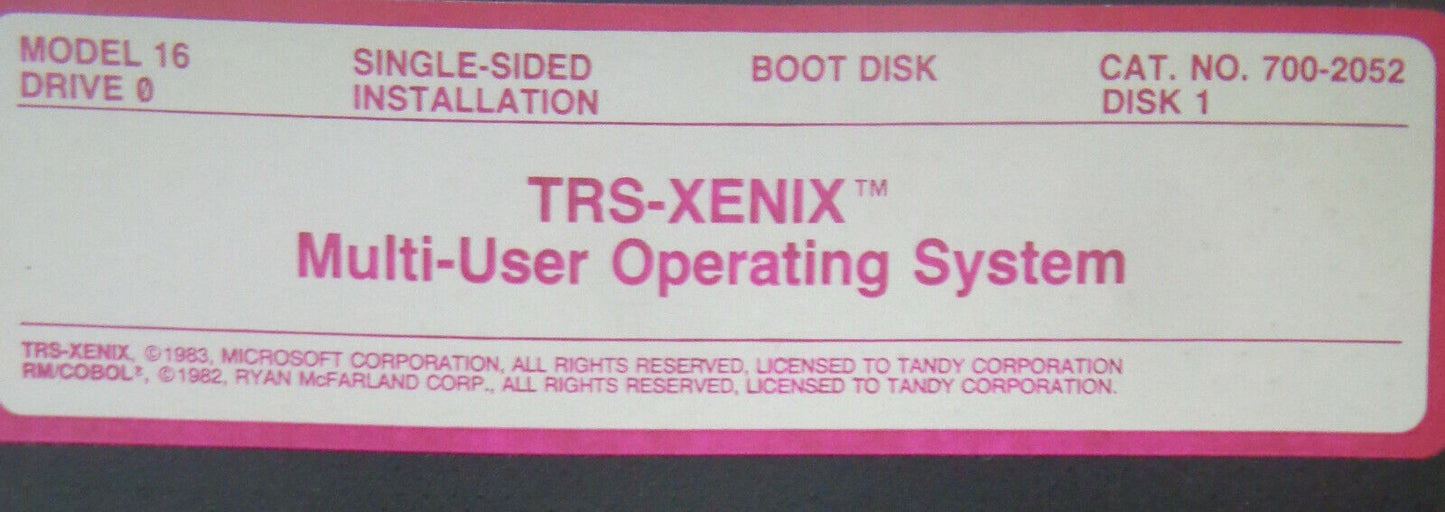 MODEL 16 SINGLE-SIDED BOOT DISK CAT. NO. 700-2052
DRIVE 0 INSTALLATION DISK 1
TRS-XENIX™
Multi-User Operating System
TRS-XENIX, ©1983, MICROSOFT CORPORATION, ALL RIGHTS RESERVED, LICENSED TO TANDY CORPORATION
RM/COBOL®, ©1982, RYAN McFARLAND CORP., ALL RIGHTS RESERVED, LICENSED TO TANDY CORPORATION.